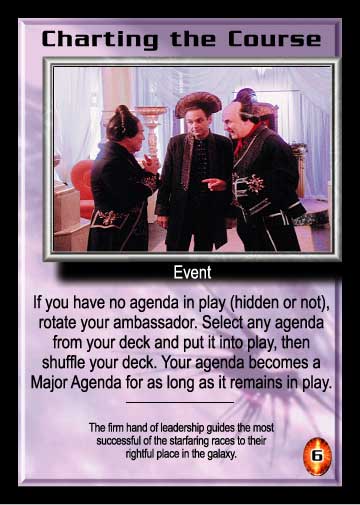 Charting the Course
Event
If you have no agenda in play (hidden or not),
rotate your ambassador. Select any agenda
from your deck and put it into play, then
shuffle your deck. Your agenda becomes a
Major Agenda for as long as it remains in play.
The firm hand of leadership guides the most
successful of the starfaring races to their
rightful place in the galaxy.
6